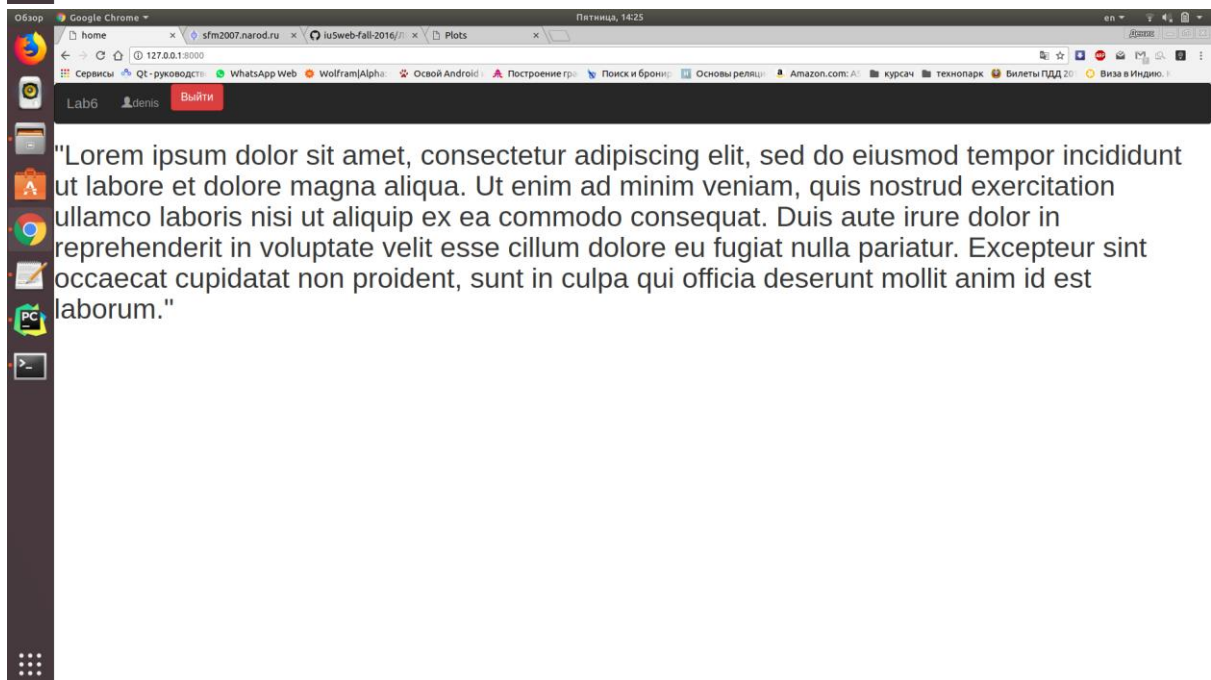 Обзор Google Chrome Пятница, 14:25 en
home sfm2007.narod.ru iu5web-fall-2016/Л Plots Денис
127.0.0.1:8000
Сервисы Qt - руководств WhatsApp Web Wolfram|Alpha: Освой Android Построение гра Поиск и брониро Основы реляци Amazon.com: курсач технопарк Билеты ПДД 20 Виза в Индию.
Lab6 denis Выйти
"Lorem ipsum dolor sit amet, consectetur adipiscing elit, sed do eiusmod tempor incididunt
ut labore et dolore magna aliqua. Ut enim ad minim veniam, quis nostrud exercitation
ullamco laboris nisi ut aliquip ex ea commodo consequat. Duis aute irure dolor in
reprehenderit in voluptate velit esse cillum dolore eu fugiat nulla pariatur. Excepteur sint
occaecat cupidatat non proident, sunt in culpa qui officia deserunt mollit anim id est
laborum."
PC